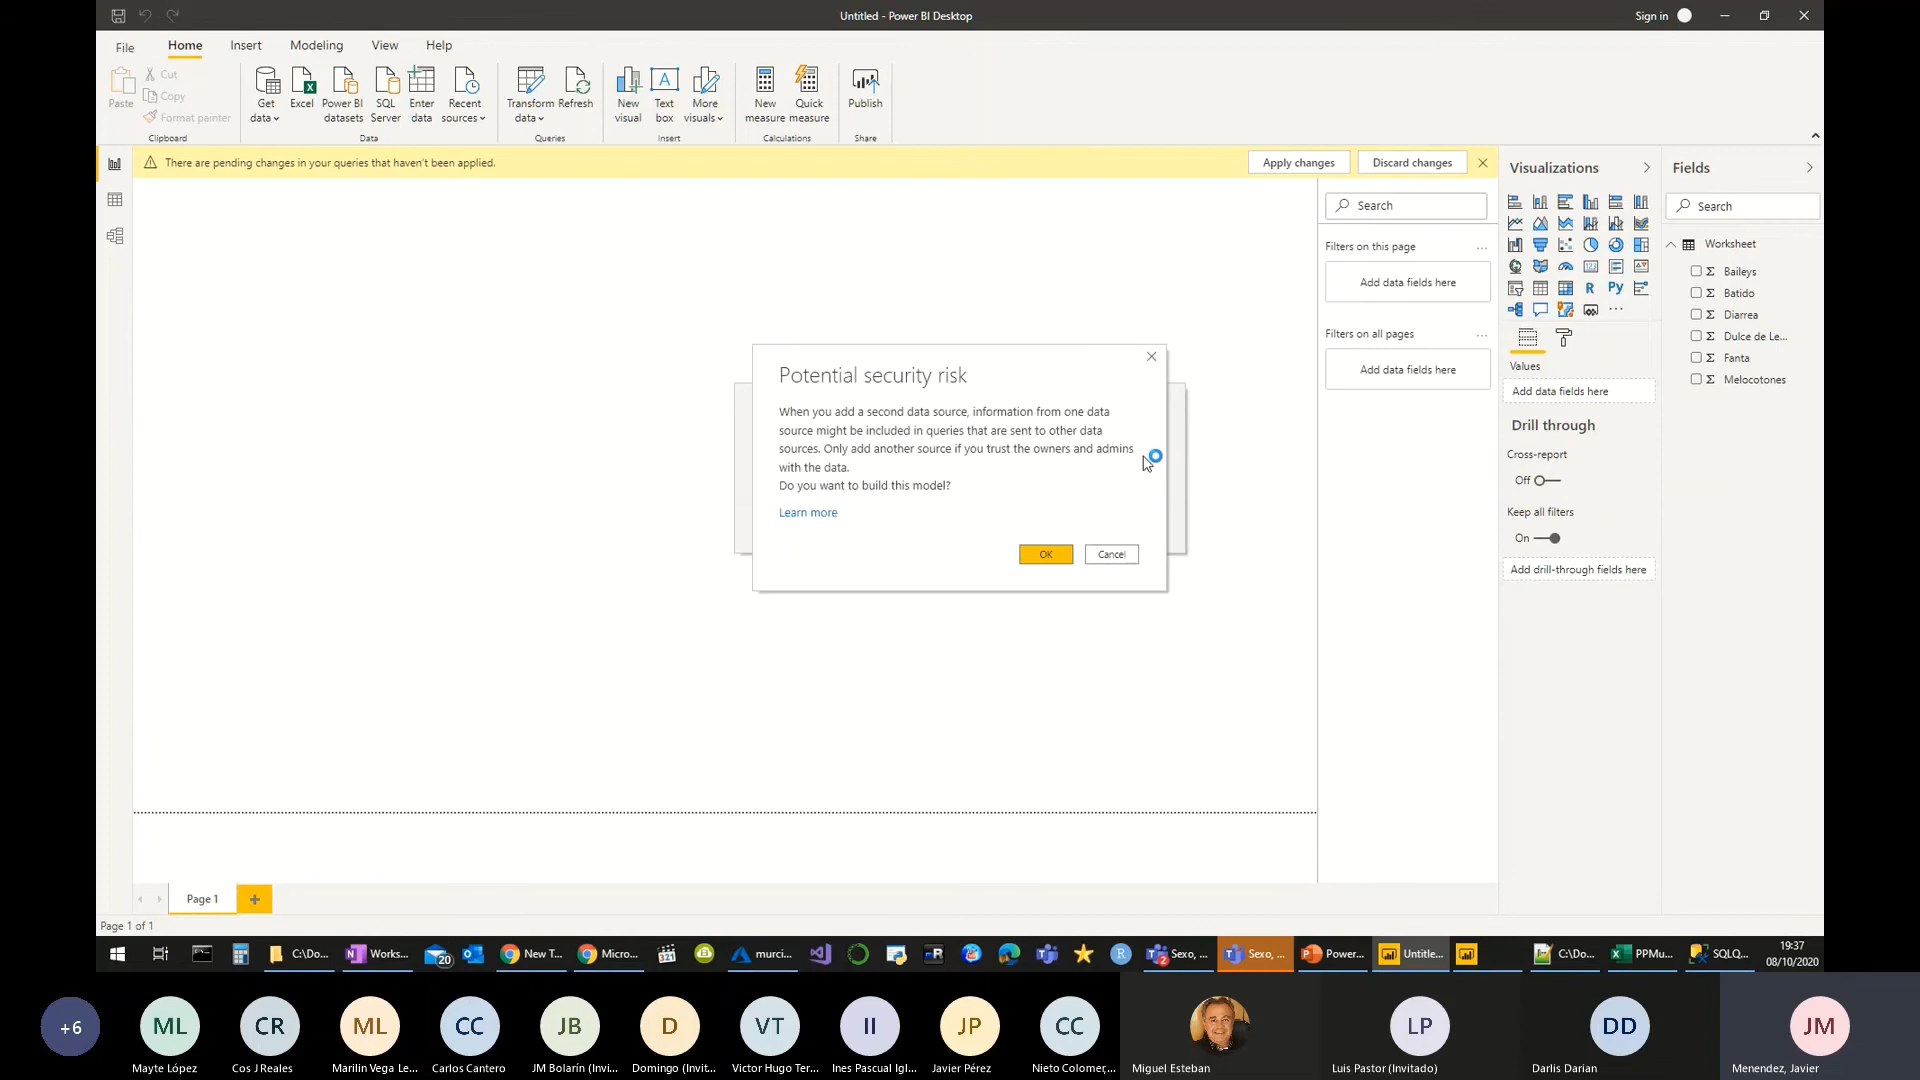 Untitled - Power BI Desktop
Sign in
File
Home
Insert
Modeling
View
Help
Paste
Cut
Copy
Format painter
Clipboard
Get
data
Excel
Power BI
datasets
SQL
Server
Enter
data
Recent
sources
Data
Transform
data
Refresh
Queries
New
visual
Text
box
More
visuals
Insert
New
measure
Quick
measure
Calculations
Publish
Share
There are pending changes in your queries that haven't been applied.
Apply changes
Discard changes
Search
Filters on this page
...
Add data fields here
Filters on all pages
...
Add data fields here
Visualizations
R
Py
...
Values
Add data fields here
Drill through
Cross-report
Off
Keep all filters
On
Add drill-through fields here
Fields
Search
Worksheet
Σ Baileys
Σ Batido
Σ Diarrea
Σ Dulce de Le...
Σ Fanta
Σ Melocotones
Potential security risk
When you add a second data source, information from one data
source might be included in queries that are sent to other data
sources. Only add another source if you trust the owners and admins
with the data.
Do you want to build this model?
Learn more
OK
Cancel
Page 1
+
Page 1 of 1
C:\Do...
Works...
20
New T...
Micro...
321
murci...
R
R
2
Sexo, ...
Sexo, ...
Power...
Untitle...
C:\Do...
PPMu...
SQLQ...
19:37
08/10/2020
+6
ML
Mayte López
CR
Cos J Reales
ML
Marilin Vega Le...
CC
Carlos Cantero
JB
JM Bolarín (Invi...
D
Domingo (Invit...
VT
Victor Hugo Ter...
II
Ines Pascual Igl...
JP
Javier Pérez
CC
Nieto Colomer,...
Miguel Esteban
LP
Luis Pastor (Invitado)
DD
Darlis Darian
JM
Menendez, Javier